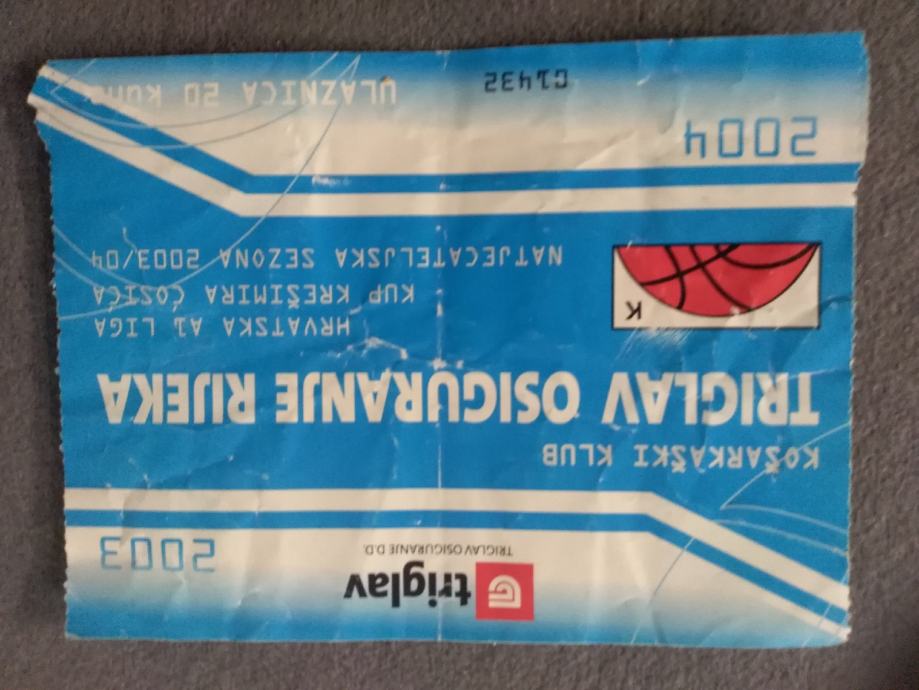 triglav
TRIGLAV OSIGURANJE D.D.
2003
KOŠARKAŠKI KLUB
TRIGLAV OSIGURANJE RIJEKA
HRVATSKA A1 LIGA
KUP KREŠIMIRA ĆOSIĆA
NATJECATELJSKA SEZONA 2003/04
K
2004
ULAZNICA 20 KUNA
C1432